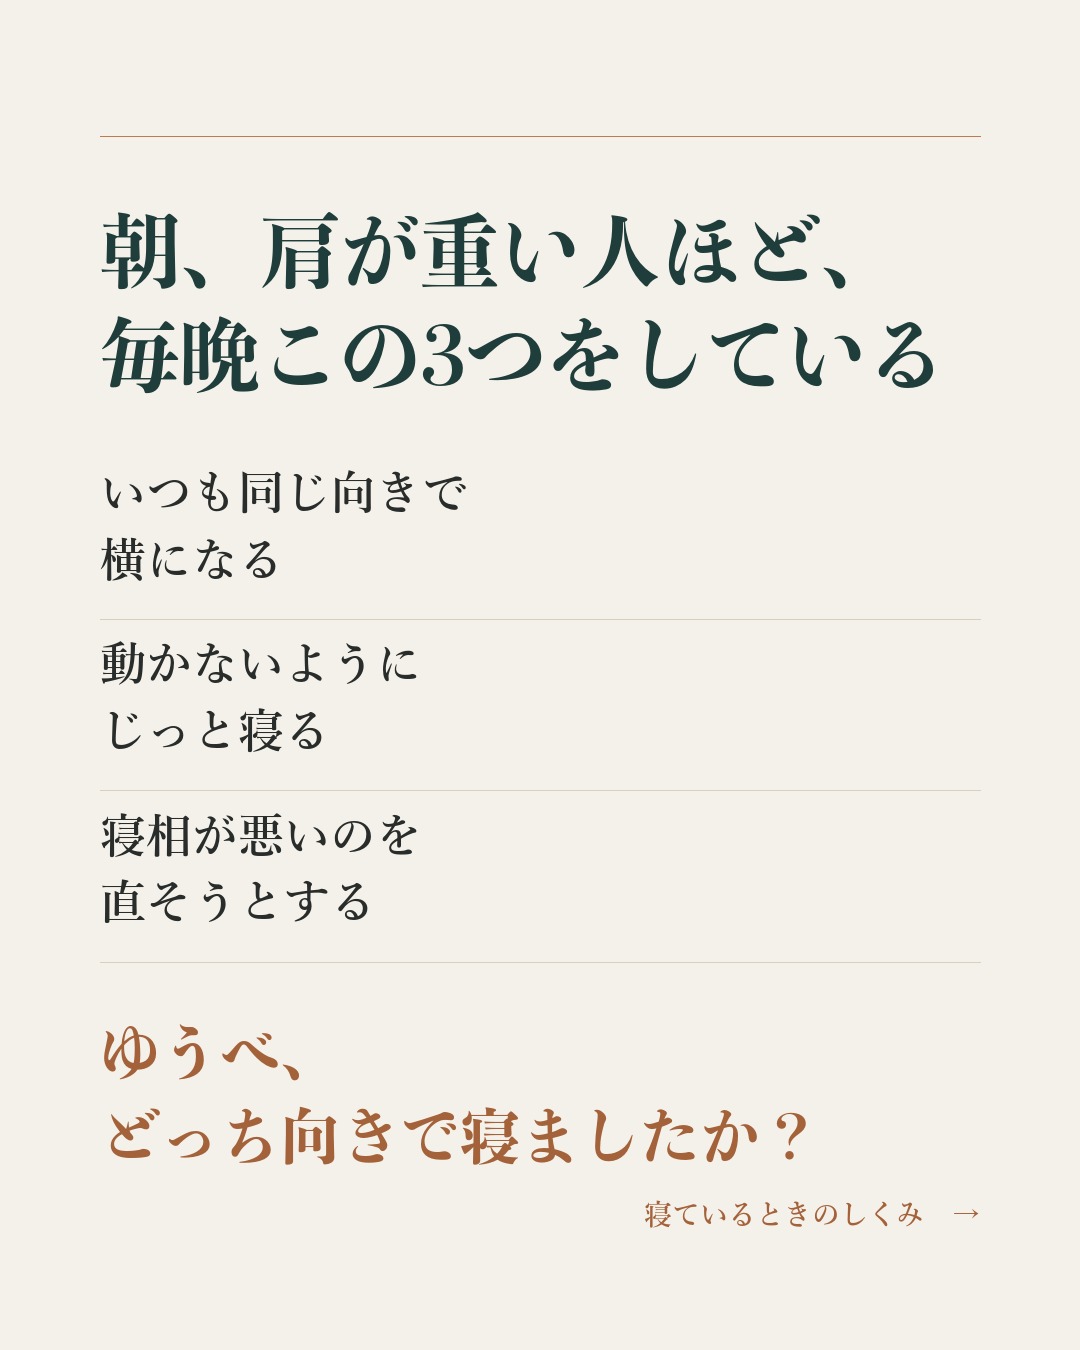 朝、肩が重い人ほど、
毎晩この3つをしている
いつも同じ向きで
横になる
動かないように
じっと寝る
寝相が悪いのを
直そうとする
ゆうべ、
どっち向きで寝ましたか？
寝ているときのしくみ　→